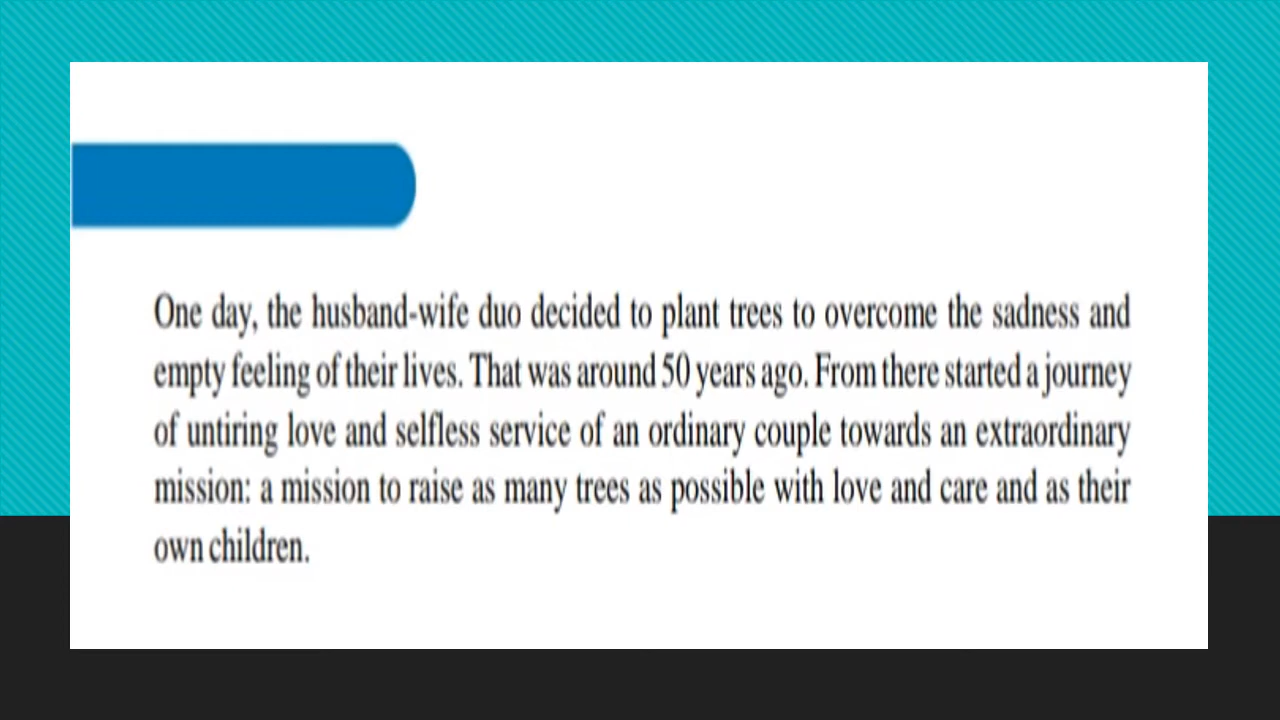 One day, the husband-wife duo decided to plant trees to overcome the sadness and
empty feeling of their lives. That was around 50 years ago. From there started a journey
of untiring love and selfless service of an ordinary couple towards an extraordinary
mission: a mission to raise as many trees as possible with love and care and as their
own children.